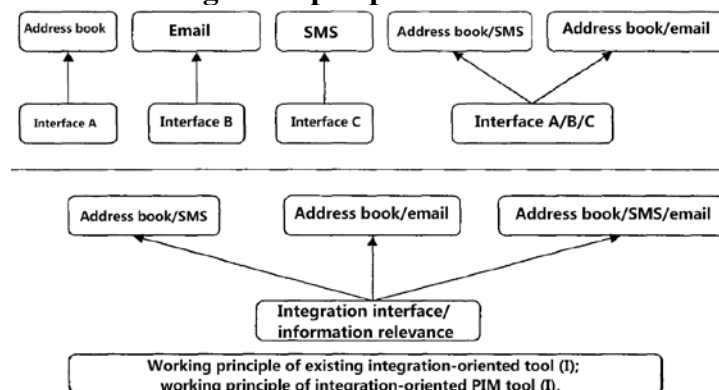 Address book
Email
SMS
Address book/SMS
Address book/email
Interface A
Interface B
Interface C
Interface A/B/C
Address book/SMS
Address book/email
Address book/SMS/email
Integration interface/
information relevance
Working principle of existing integration-oriented tool (I);
working principle of integration-oriented PIM tool (I).